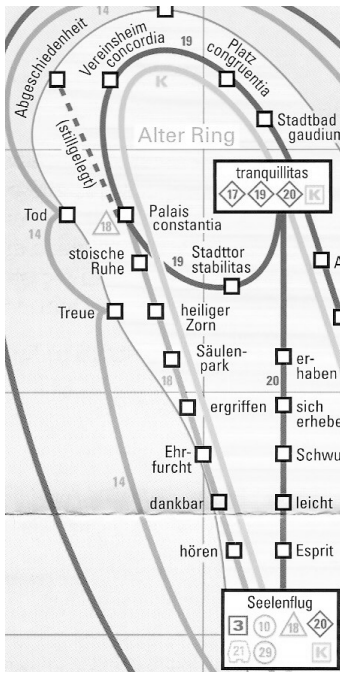 14
14
Abgeschiedenheit
Vereinsheim
concordia
19
Platz
congruentia
K
Stadtbad
gaudium
Alter Ring
(stillgelegt)
tranquillitas
17 19 20 K
Tod
14
18
Palais
constantia
stoische
Ruhe
19
Stadttor
stabilitas
A
Treue
heiliger
Zorn
Säulen-
park
18
20
er-
haben
ergriffen
sich
erhebe
Ehr-
furcht
Schwu
14
dankbar
leicht
hören
Esprit
Seelenflug
3 10 18 20
21 29 K